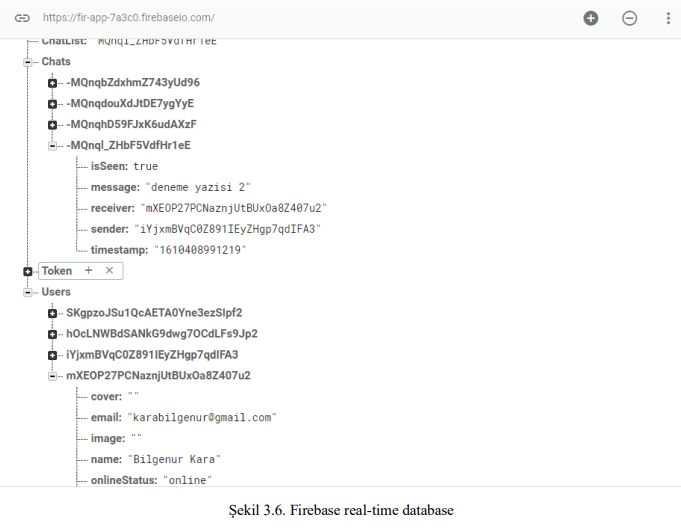 https://fir-app-7a3c0.firebaseio.com/
ChatList: "MQnql_ZHbF5VdfHr1eE"
Chats
-MQnqbZdxhmZ743yUd96
-MQnqdouXdJtDE7ygYyE
-MQnqhD59FJxK6udAXzF
-MQnql_ZHbF5VdfHr1eE
isSeen: true
message: "deneme yazisi 2"
receiver: "mXEOP27PCNaznjUtBUxOa8Z407u2"
sender: "iYjxmBVqC0Z891IEyZHgp7qdIFA3"
timestamp: "1610408991219"
Token + ×
Users
SKgpzoJSu1QcAETA0Yne3ezSlpf2
hOcLNWBdSANkG9dwg7OCdLFs9Jp2
iYjxmBVqC0Z891IEyZHgp7qdIFA3
mXEOP27PCNaznjUtBUxOa8Z407u2
cover: ""
email: "karabilgenur@gmail.com"
image: ""
name: "Bilgenur Kara"
onlineStatus: "online"
Şekil 3.6. Firebase real-time database